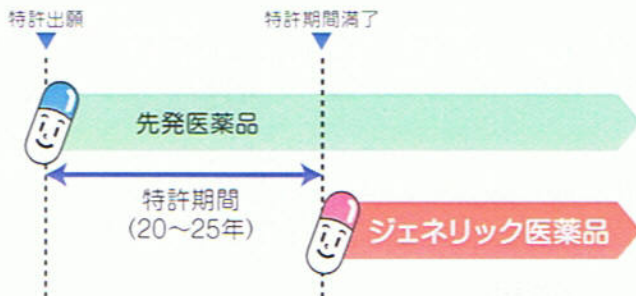 特許出願
特許期間満了
先発医薬品
特許期間
(20〜25年)
ジェネリック医薬品